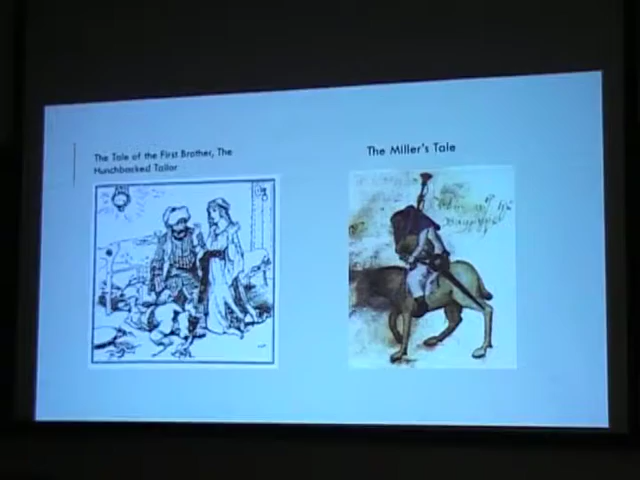 The Tale of the First Brother, The
Hunchbacked Tailor
The Miller's Tale